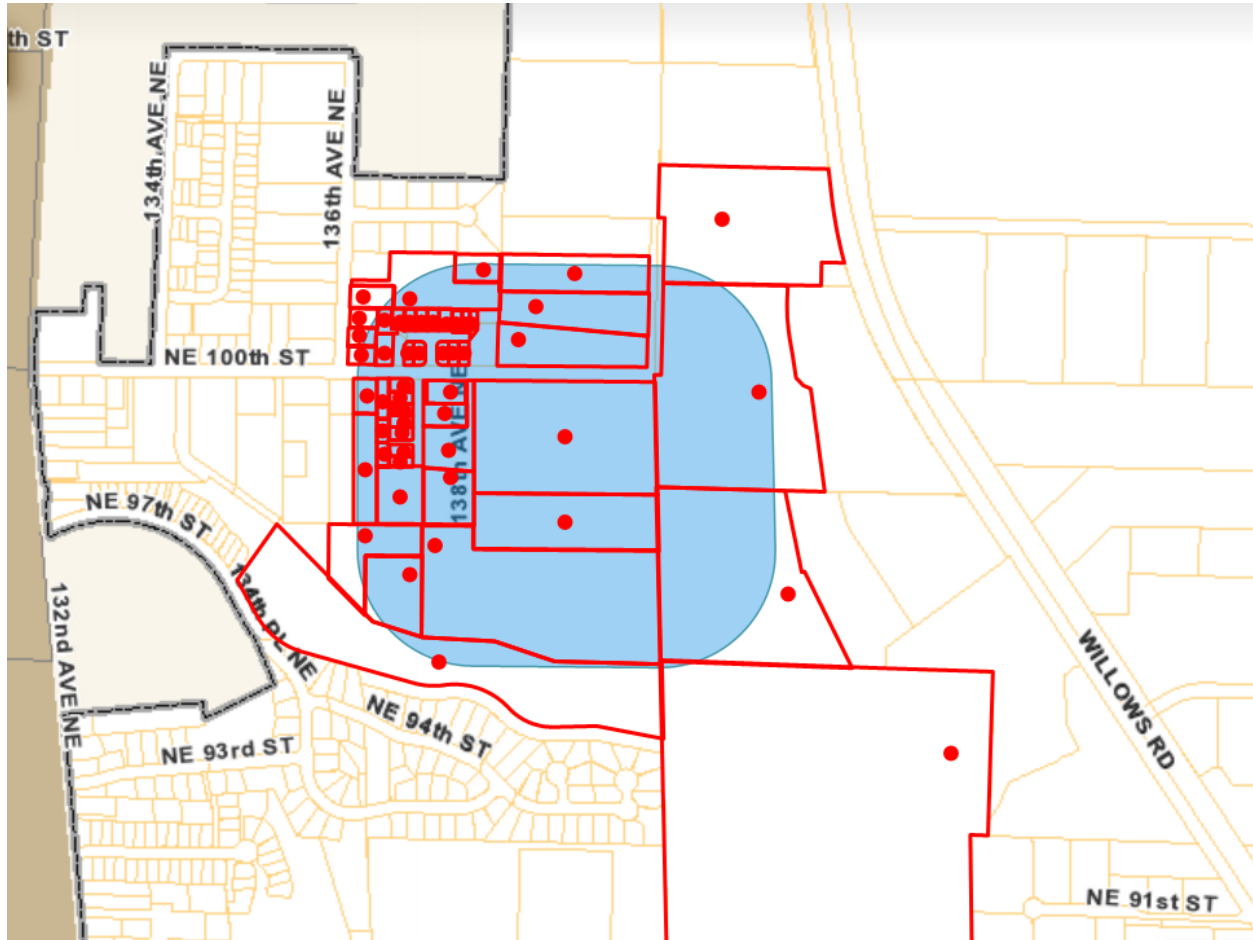 th ST
134th AVE NE
136th AVE NE
NE 100th ST
138th AVE NE
NE 97th ST
134th PL NE
132nd AVE NE
NE 94th ST
NE 93rd ST
WILLOWS RD
NE 91st ST